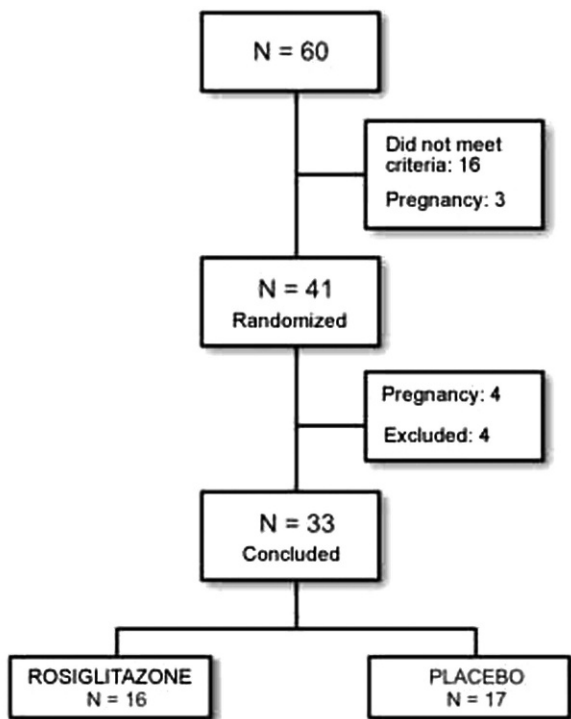 N = 60
Did not meet
criteria: 16
Pregnancy: 3
N = 41
Randomized
Pregnancy: 4
Excluded: 4
N = 33
Concluded
ROSIGLITAZONE
N = 16
PLACEBO
N = 17